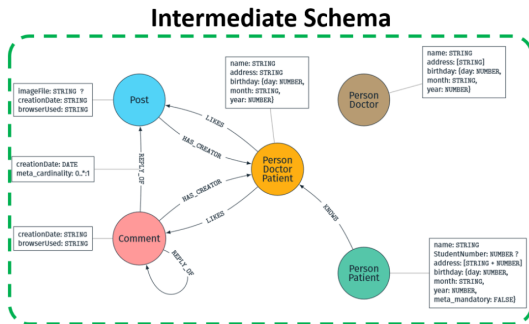 Intermediate Schema
name: STRING
address: STRING
birthday: {day: NUMBER,
month: STRING,
year: NUMBER}
name: STRING
address: [STRING]
birthday: {day: NUMBER,
month: STRING,
year: NUMBER}
imageFile: STRING ?
creationDate: STRING
browserUsed: STRING
Post
Person
Doctor
LIKES
HAS_CREATOR
creationDate: DATE
meta_cardinality: 0..*:1
REPLY_OF
Person
Doctor
Patient
HAS_CREATOR
LIKES
KNOWS
creationDate: STRING
browserUsed: STRING
Comment
REPLY_OF
Person
Patient
name: STRING
StudentNumber: NUMBER ?
address: [STRING + NUMBER]
birthday: {day: NUMBER,
month: STRING,
year: NUMBER,
meta_mandatory: FALSE}